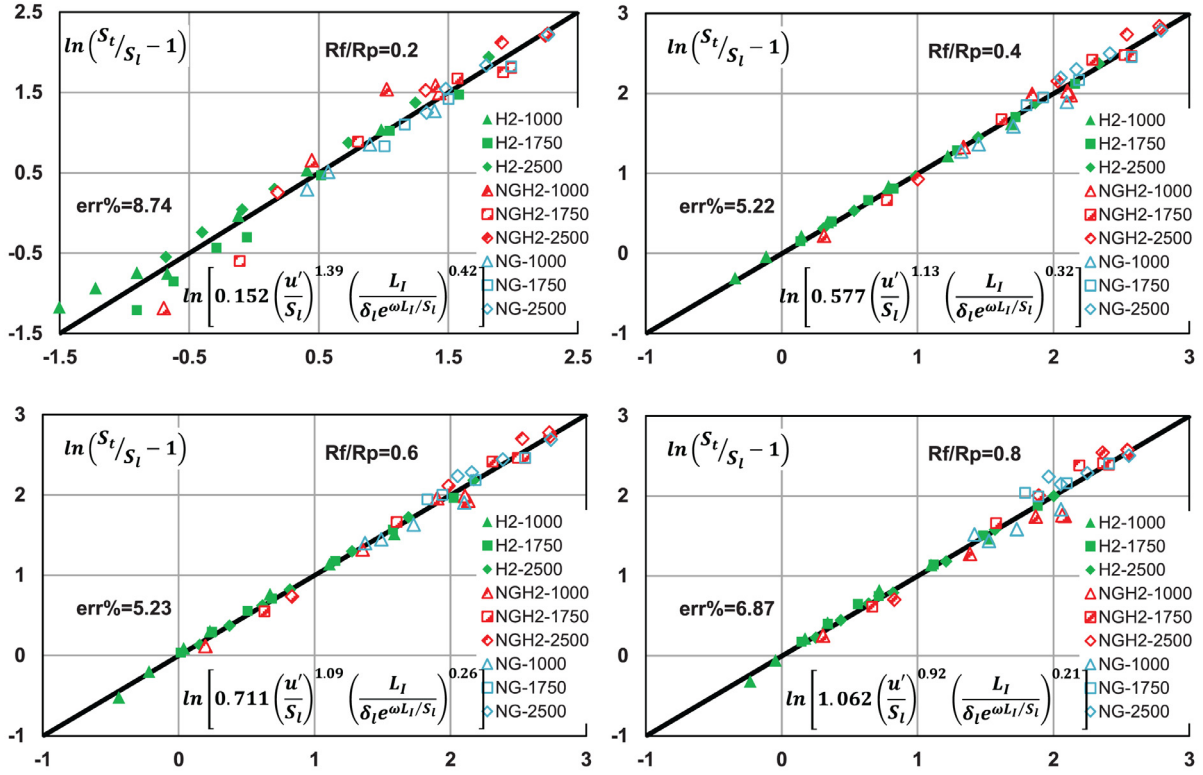 2.5
ln(St/Sl − 1)
Rf/Rp=0.2
1.5
H2-1000
H2-1750
H2-2500
NGH2-1000
NGH2-1750
NGH2-2500
NG-1000
NG-1750
NG-2500
0.5
err%=8.74
-0.5
ln[0.152(u′/Sl)^1.39 (LI/δl e^ωLI/Sl)^0.42]
-1.5
-1.5 -0.5 0.5 1.5 2.5
3
ln(St/Sl − 1)
Rf/Rp=0.4
2
H2-1000
H2-1750
H2-2500
NGH2-1000
NGH2-1750
NGH2-2500
NG-1000
NG-1750
NG-2500
1
err%=5.22
0
ln[0.577(u′/Sl)^1.13 (LI/δl e^ωLI/Sl)^0.32]
-1
-1 0 1 2 3
3
ln(St/Sl − 1)
Rf/Rp=0.6
2
H2-1000
H2-1750
H2-2500
NGH2-1000
NGH2-1750
NGH2-2500
NG-1000
NG-1750
NG-2500
1
err%=5.23
0
ln[0.711(u′/Sl)^1.09 (LI/δl e^ωLI/Sl)^0.26]
-1
-1 0 1 2 3
3
ln(St/Sl − 1)
Rf/Rp=0.8
2
H2-1000
H2-1750
H2-2500
NGH2-1000
NGH2-1750
NGH2-2500
NG-1000
NG-1750
NG-2500
1
err%=6.87
0
ln[1.062(u′/Sl)^0.92 (LI/δl e^ωLI/Sl)^0.21]
-1
-1 0 1 2 3